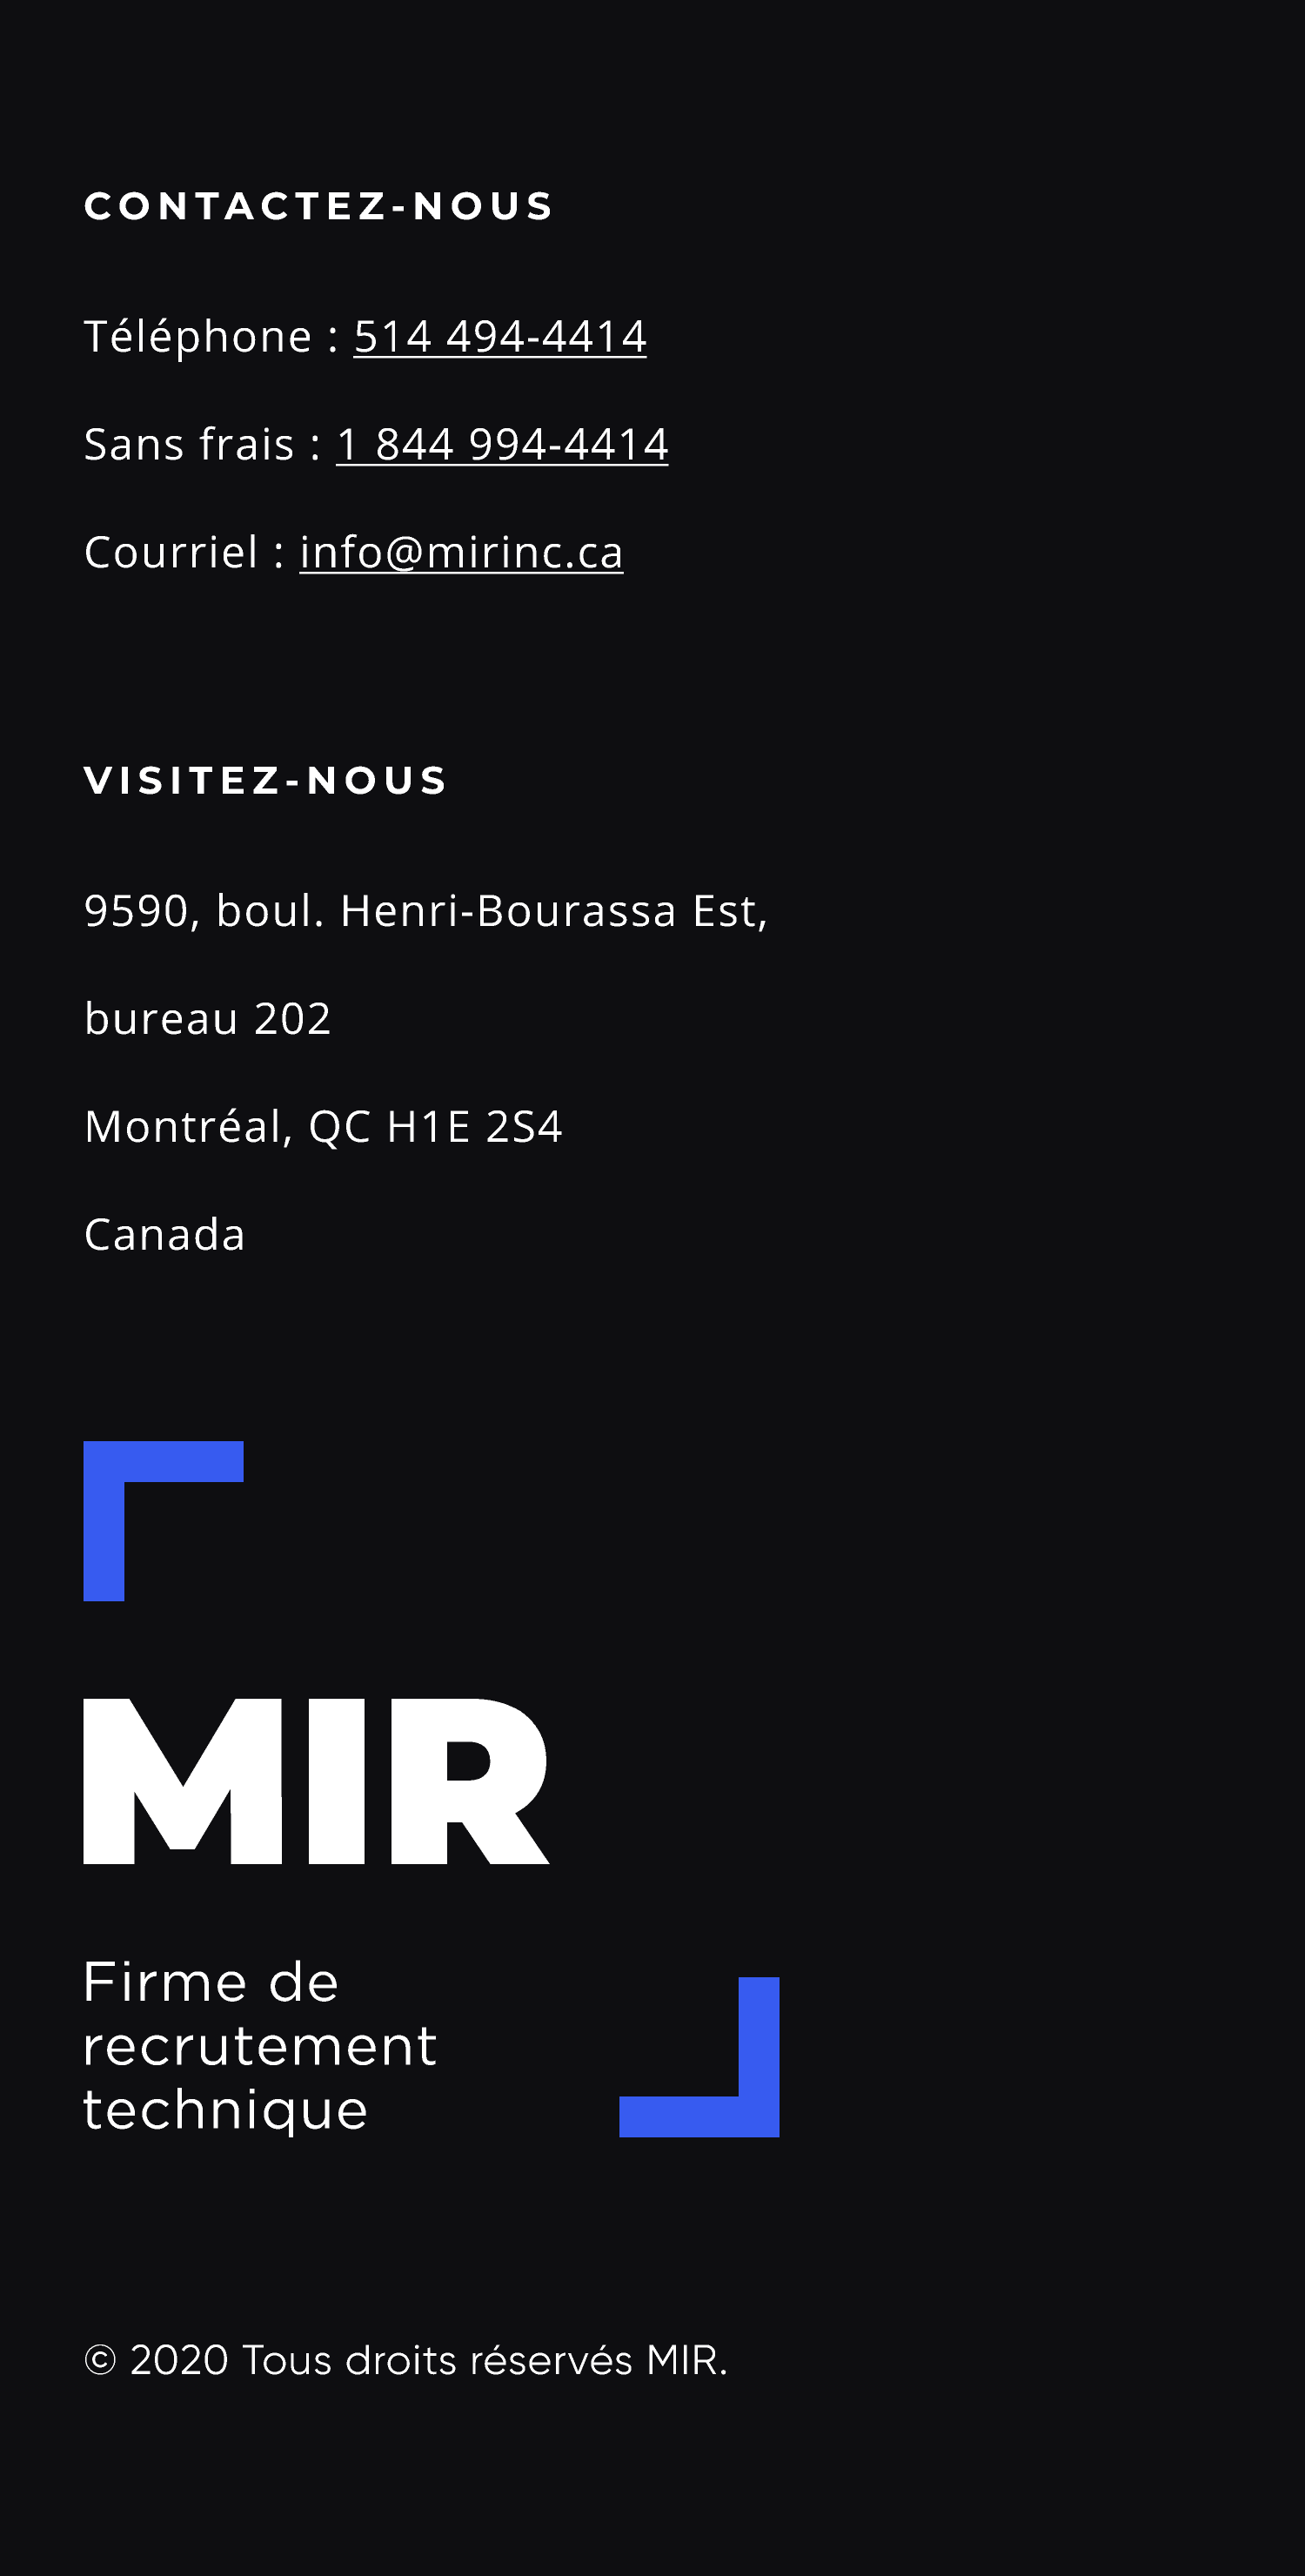 CONTACTEZ-NOUS
Téléphone : 514 494-4414
Sans frais : 1 844 994-4414
Courriel : info@mirinc.ca
VISITEZ-NOUS
9590, boul. Henri-Bourassa Est,
bureau 202
Montréal, QC H1E 2S4
Canada
MIR
Firme de
recrutement
technique
© 2020 Tous droits réservés MIR.